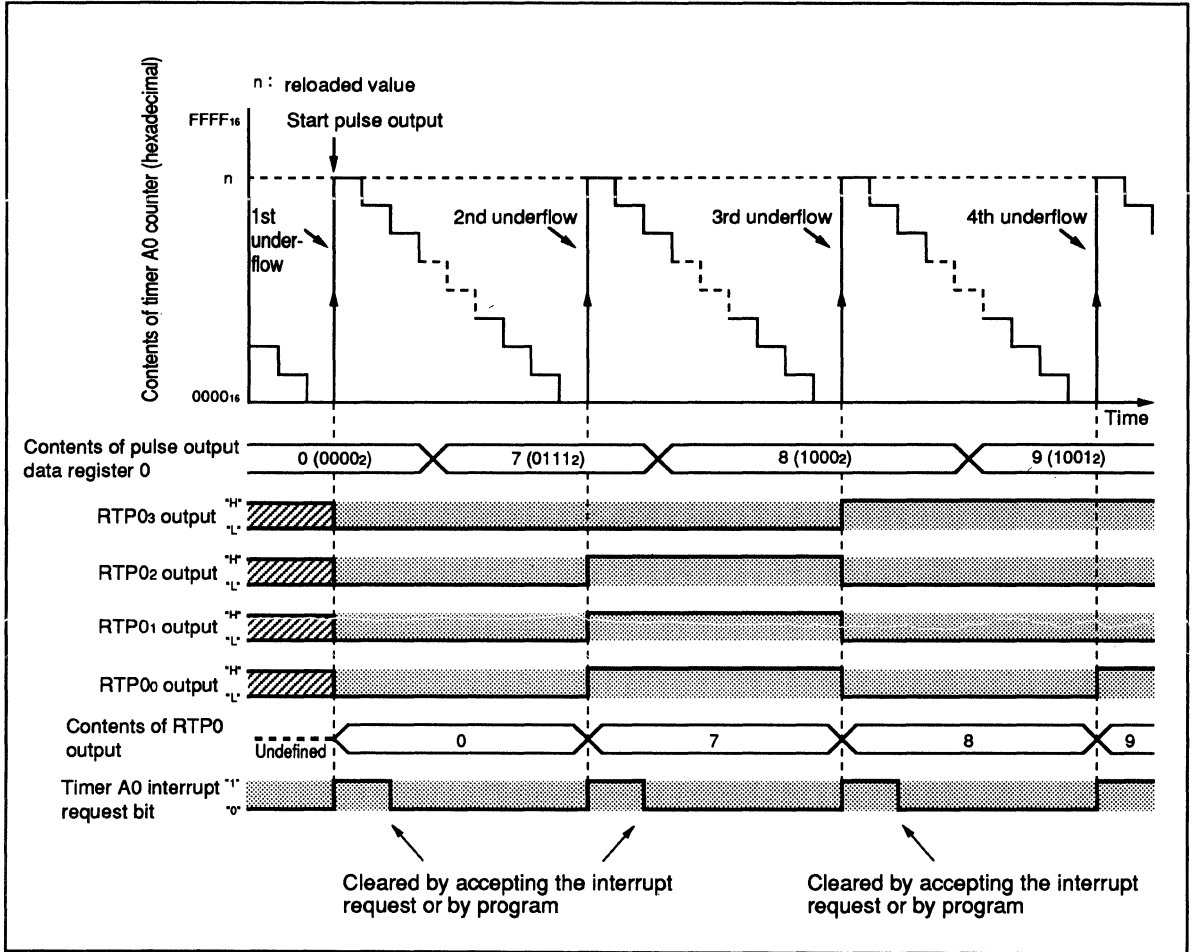 n : reloaded value
Contents of timer A0 counter (hexadecimal)
FFFF₁₆
Start pulse output
n
1st
under-
flow
2nd underflow
3rd underflow
4th underflow
0000₁₆
Time
Contents of pulse output
data register 0
0 (0000₂)
7 (0111₂)
8 (1000₂)
9 (1001₂)
RTP0₃ output
"H"
"L"
RTP0₂ output
"H"
"L"
RTP0₁ output
"H"
"L"
RTP0₀ output
"H"
"L"
Contents of RTP0
output
Undefined
0
7
8
9
Timer A0 interrupt
request bit
"1"
"0"
Cleared by accepting the interrupt
request or by program
Cleared by accepting the interrupt
request or by program